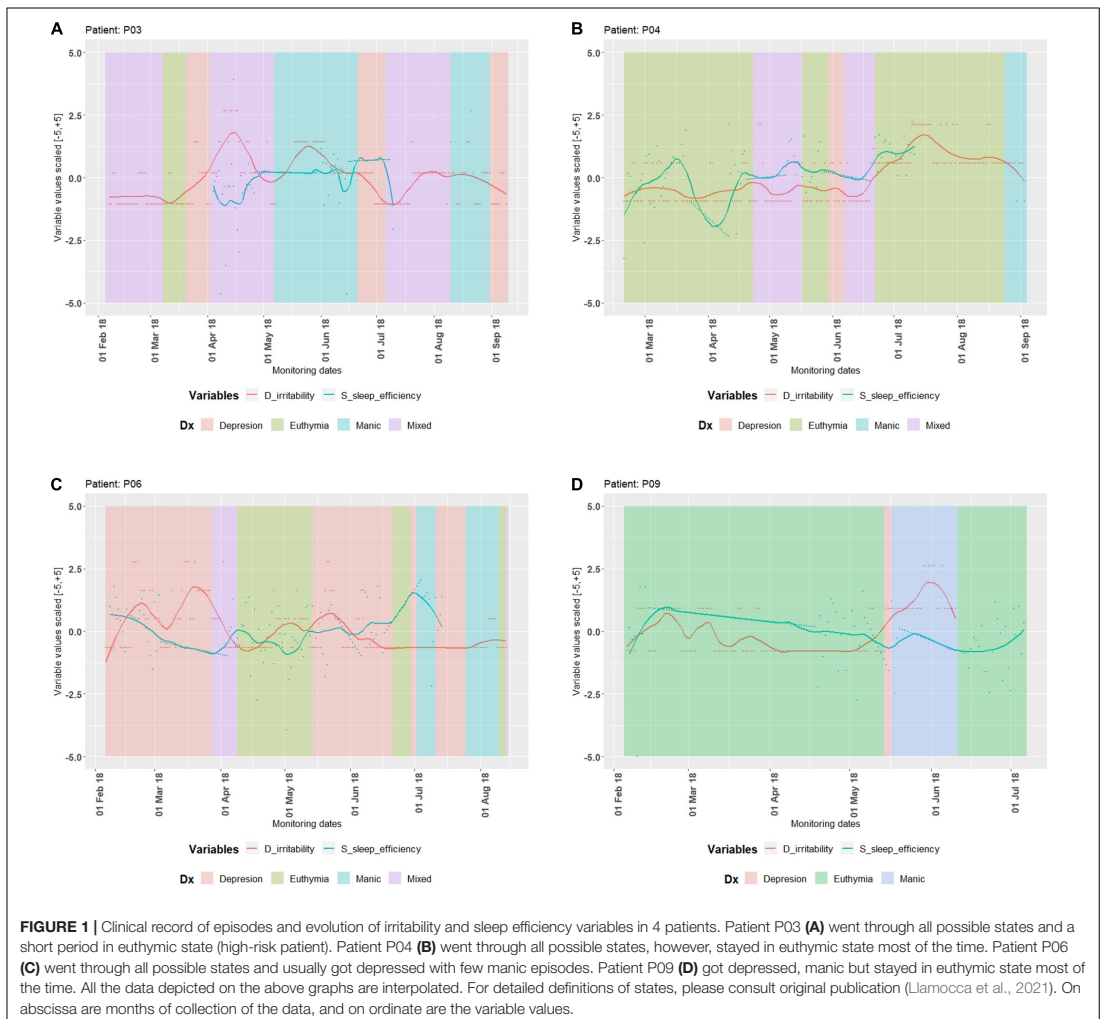 A
Patient: P03
5.0
2.5
0.0
-2.5
-5.0
Variable values scaled [-5,+5]
01 Feb 18
01 Mar 18
01 Apr 18
01 May 18
01 Jun 18
01 Jul 18
01 Aug 18
01 Sep 18
Monitoring dates
Variables D_irritability S_sleep_efficiency
Dx Depresion Euthymia Manic Mixed
B
Patient: P04
5.0
2.5
0.0
-2.5
-5.0
Variable values scaled [-5,+5]
01 Mar 18
01 Apr 18
01 May 18
01 Jun 18
01 Jul 18
01 Aug 18
01 Sep 18
Monitoring dates
Variables D_irritability S_sleep_efficiency
Dx Depresion Euthymia Manic Mixed
C
Patient: P06
5.0
2.5
0.0
-2.5
-5.0
Variable values scaled [-5,+5]
01 Feb 18
01 Mar 18
01 Apr 18
01 May 18
01 Jun 18
01 Jul 18
01 Aug 18
Monitoring dates
Variables D_irritability S_sleep_efficiency
Dx Depresion Euthymia Manic Mixed
D
Patient: P09
5.0
2.5
0.0
-2.5
-5.0
Variable values scaled [-5,+5]
01 Feb 18
01 Mar 18
01 Apr 18
01 May 18
01 Jun 18
01 Jul 18
Monitoring dates
Variables D_irritability S_sleep_efficiency
Dx Depresion Euthymia Manic
FIGURE 1 | Clinical record of episodes and evolution of irritability and sleep efficiency variables in 4 patients. Patient P03 (A) went through all possible states and a
short period in euthymic state (high-risk patient). Patient P04 (B) went through all possible states, however, stayed in euthymic state most of the time. Patient P06
(C) went through all possible states and usually got depressed with few manic episodes. Patient P09 (D) got depressed, manic but stayed in euthymic state most of
the time. All the data depicted on the above graphs are interpolated. For detailed definitions of states, please consult original publication (Llamocca et al., 2021). On
abscissa are months of collection of the data, and on ordinate are the variable values.